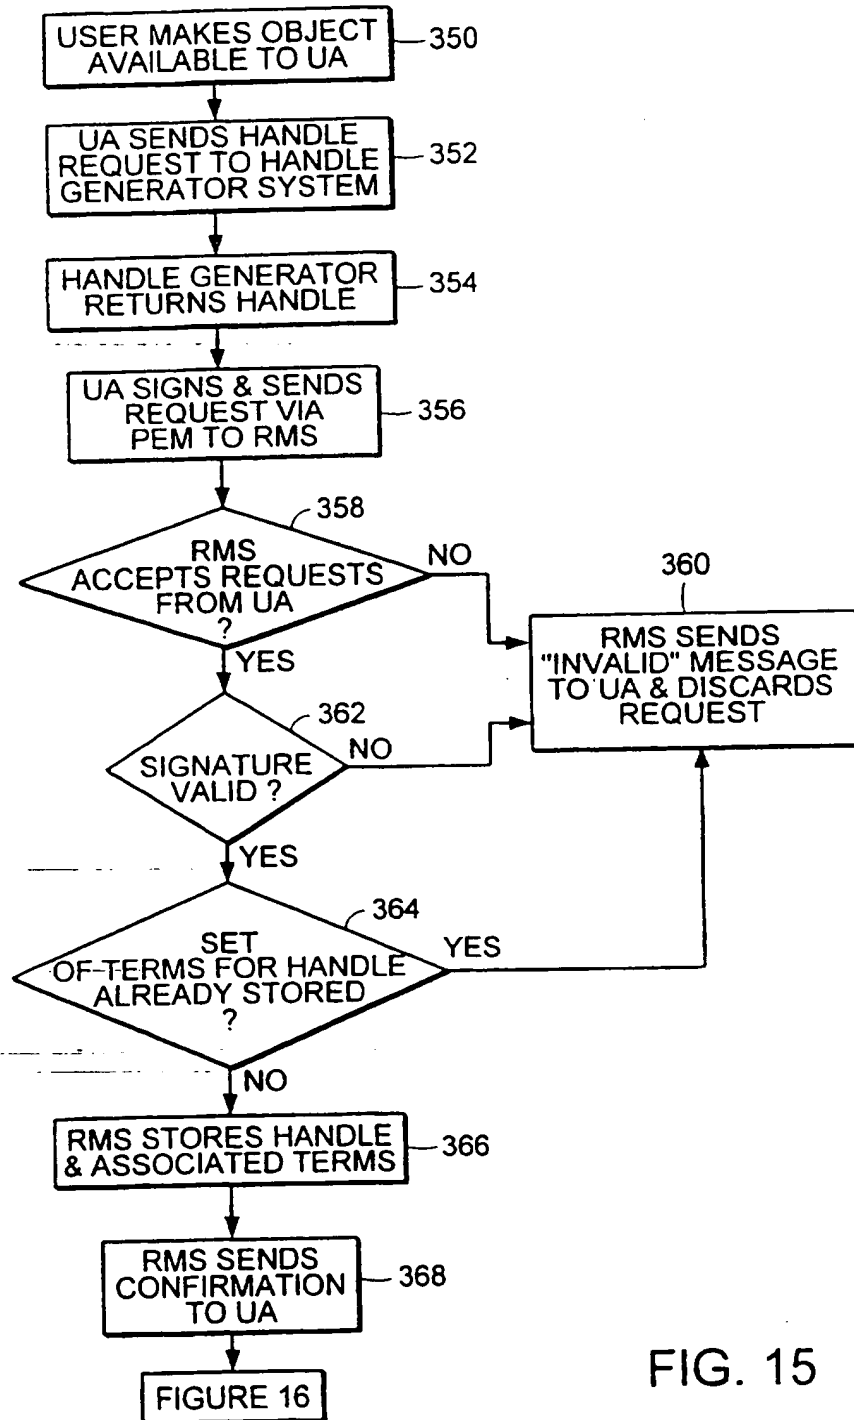 USER MAKES OBJECT
AVAILABLE TO UA
350
UA SENDS HANDLE
REQUEST TO HANDLE
GENERATOR SYSTEM
352
HANDLE GENERATOR
RETURNS HANDLE
354
UA SIGNS & SENDS
REQUEST VIA
PEM TO RMS
356
358
RMS
ACCEPTS REQUESTS
FROM UA
?
NO
YES
360
RMS SENDS
"INVALID" MESSAGE
TO UA & DISCARDS
REQUEST
362
SIGNATURE
VALID ?
NO
YES
364
SET
OF TERMS FOR HANDLE
ALREADY STORED
?
YES
NO
RMS STORES HANDLE
& ASSOCIATED TERMS
366
RMS SENDS
CONFIRMATION
TO UA
368
FIGURE 16
FIG. 15